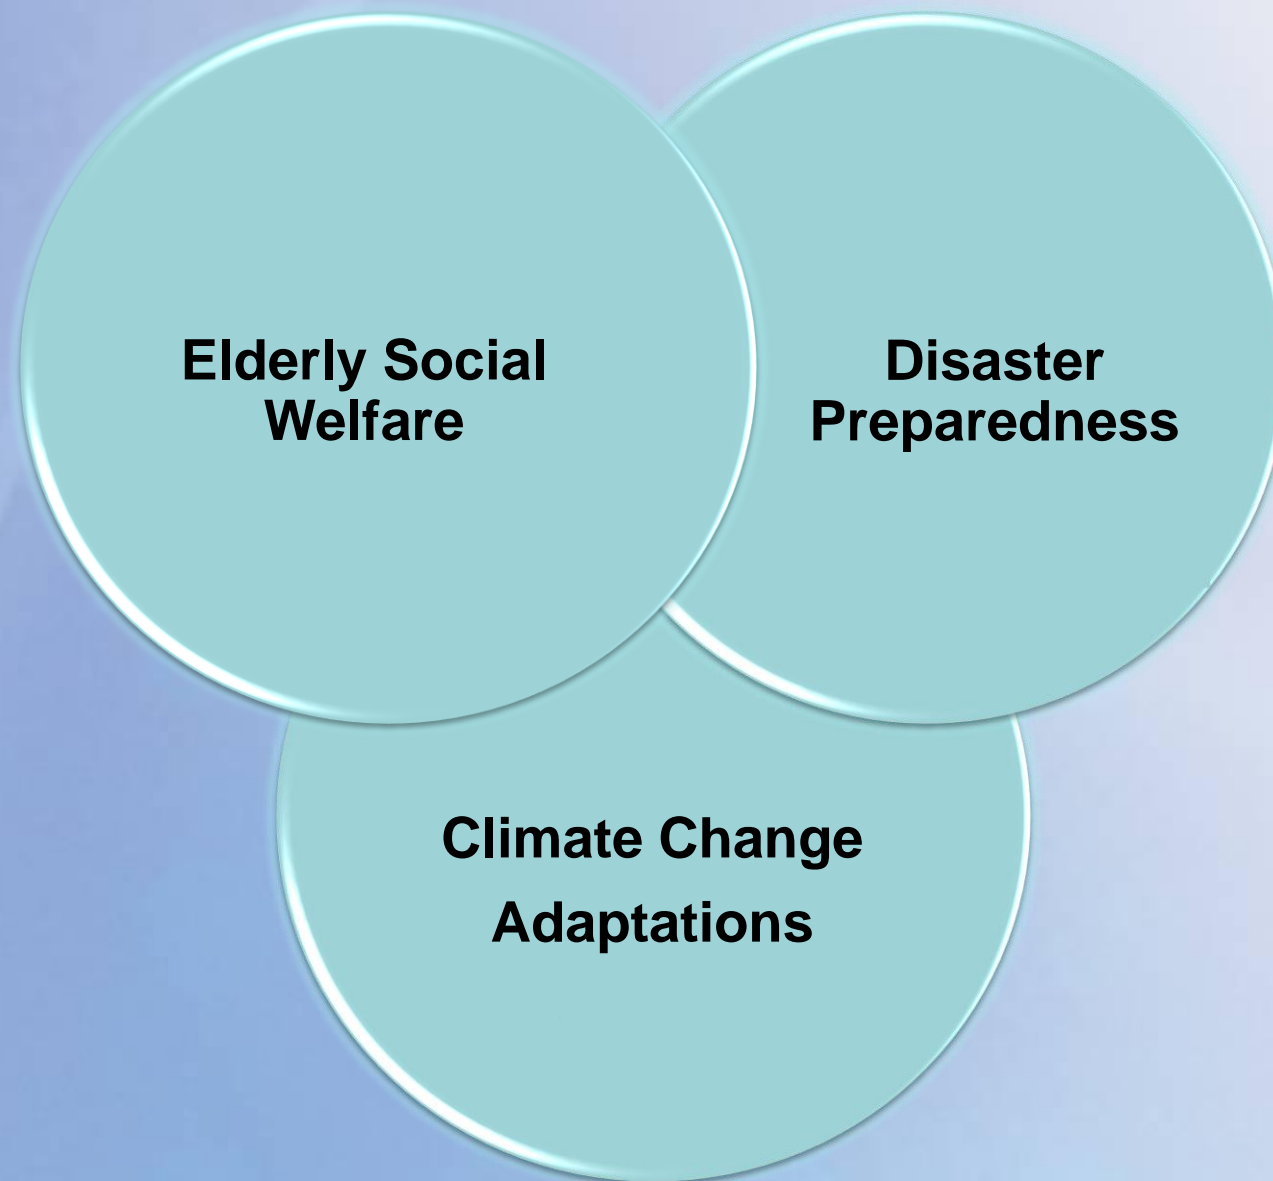 Elderly Social
Welfare
Disaster
Preparedness
Climate Change
Adaptations